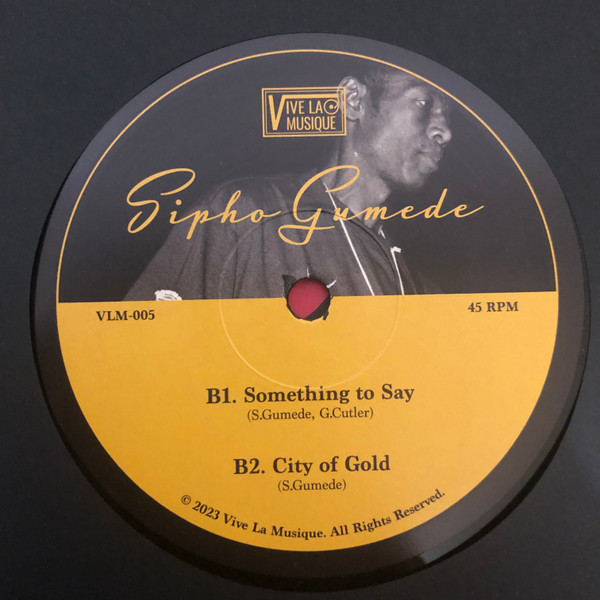 VIVE LA
MUSIQUE
Sipho Gumede
VLM-005
45 RPM
B1. Something to Say
(S.Gumede, G.Cutler)
B2. City of Gold
(S.Gumede)
© 2023 Vive La Musique. All Rights Reserved.